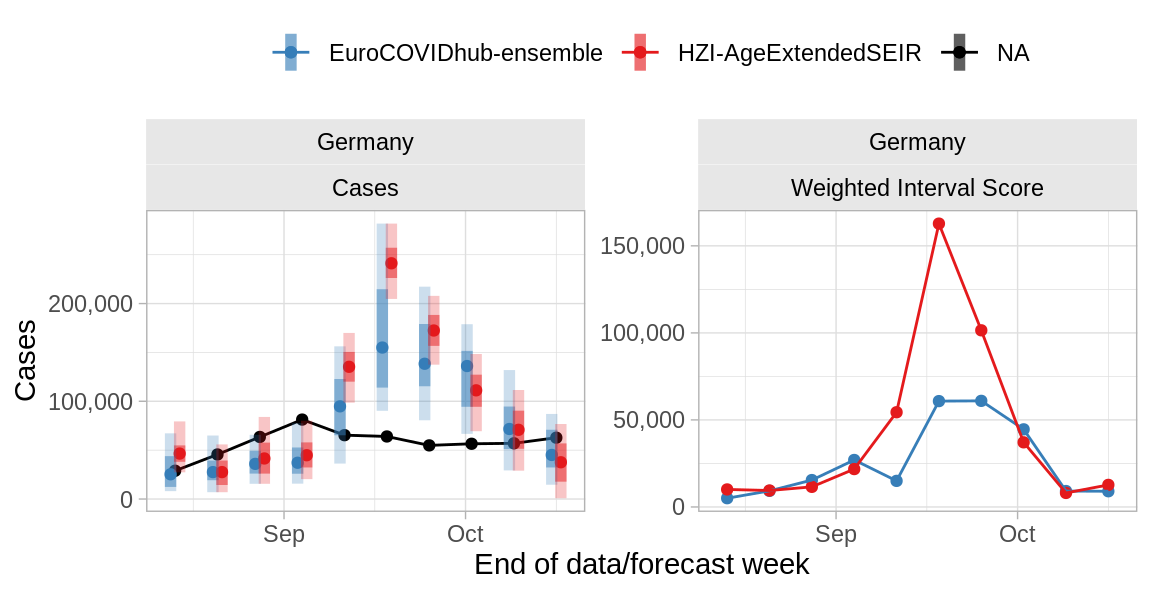 EuroCOVIDhub-ensemble HZI-AgeExtendedSEIR NA
Germany Germany
Cases Weighted Interval Score
Cases
200,000
100,000
0
150,000
100,000
50,000
0
Sep Oct Sep Oct
End of data/forecast week